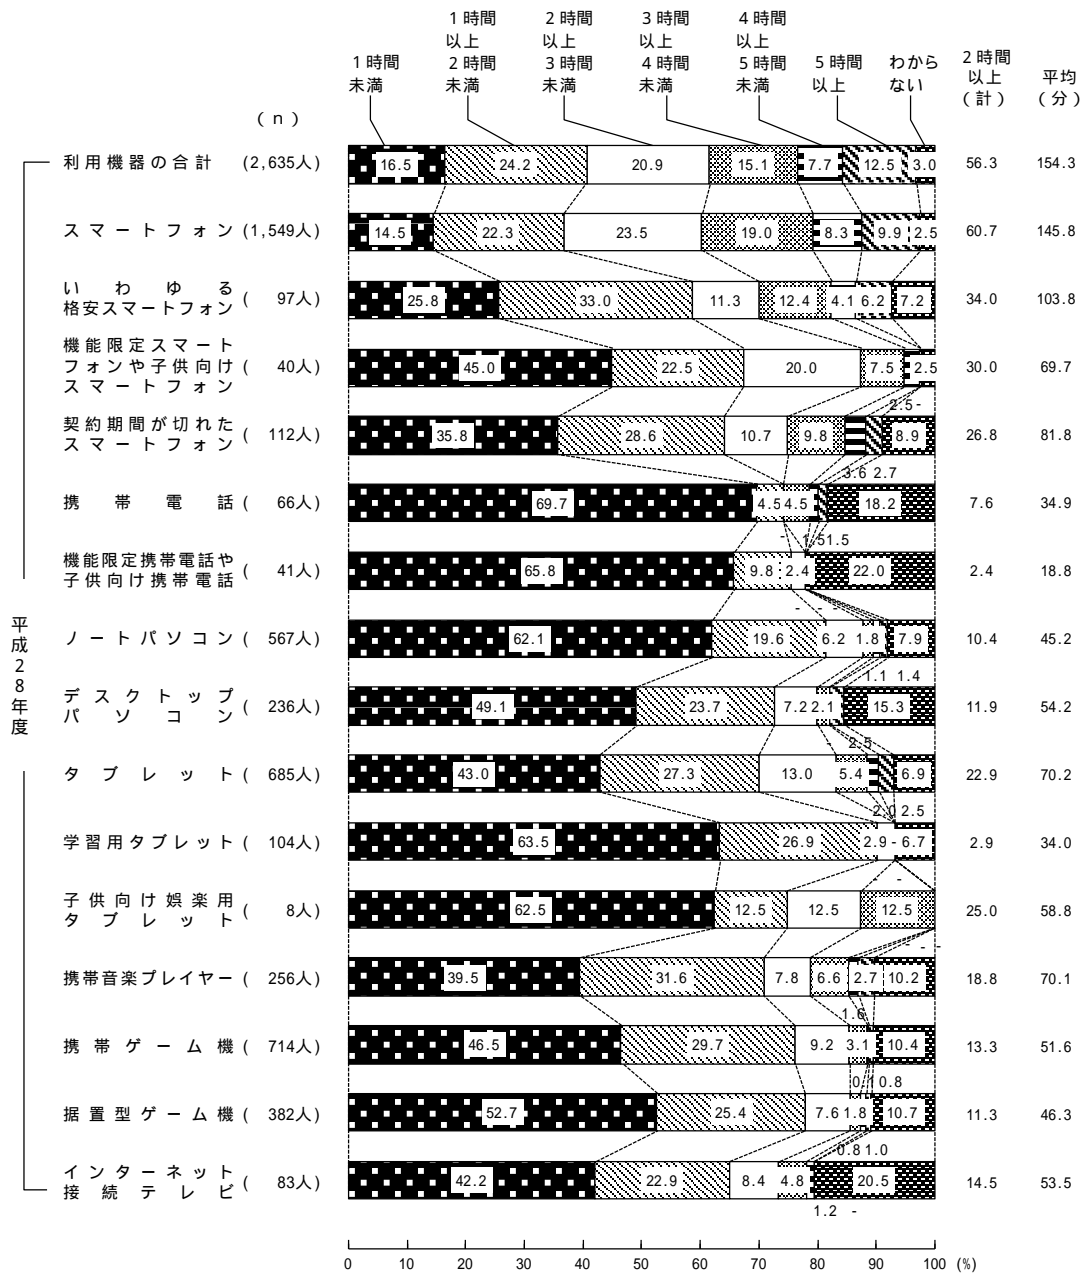 １時間
未満
１時間
以上
２時間
未満
２時間
以上
３時間
未満
３時間
以上
４時間
未満
４時間
以上
５時間
未満
５時間
以上
わから
ない
２時間
以上
（計）
平均
（分）
（ｎ）
平成２８年度
利用機器の合計 (2,635人) 16.5 24.2 20.9 15.1 7.7 12.5 3.0 56.3 154.3
スマートフォン (1,549人) 14.5 22.3 23.5 19.0 8.3 9.9 2.5 60.7 145.8
いわゆる
格安スマートフォン ( 97人) 25.8 33.0 11.3 12.4 4.1 6.2 7.2 34.0 103.8
機能限定スマート
フォンや子供向け ( 40人) 45.0 22.5 20.0 7.5 2.5 30.0 69.7
スマートフォン
2.5 -
契約期間が切れた
スマートフォン ( 112人) 35.8 28.6 10.7 9.8 8.9 26.8 81.8
3.6 2.7
携帯電話 ( 66人) 69.7 4.5 4.5 18.2 7.6 34.9
- 1.5 1.5
機能限定携帯電話や
子供向け携帯電話 ( 41人) 65.8 9.8 2.4 22.0 2.4 18.8
- - -
ノートパソコン ( 567人) 62.1 19.6 6.2 1.8 7.9 10.4 45.2
1.1 1.4
デスクトップ
パソコン ( 236人) 49.1 23.7 7.2 2.1 15.3 11.9 54.2
- 2.5
タブレット ( 685人) 43.0 27.3 13.0 5.4 6.9 22.9 70.2
2.0 2.5
学習用タブレット ( 104人) 63.5 26.9 2.9 - 6.7 2.9 34.0
- -
子供向け娯楽用
タブレット ( 8人) 62.5 12.5 12.5 12.5 25.0 58.8
- - -
携帯音楽プレイヤー ( 256人) 39.5 31.6 7.8 6.6 2.7 10.2 18.8 70.1
1.6
携帯ゲーム機 ( 714人) 46.5 29.7 9.2 3.1 10.4 13.3 51.6
0.8
据置型ゲーム機 ( 382人) 52.7 25.4 7.6 1.8 10.7 11.3 46.3
0.8 1.0
インターネット
接続テレビ ( 83人) 42.2 22.9 8.4 4.8 20.5 14.5 53.5
1.2 -
0 10 20 30 40 50 60 70 80 90 100 (%)